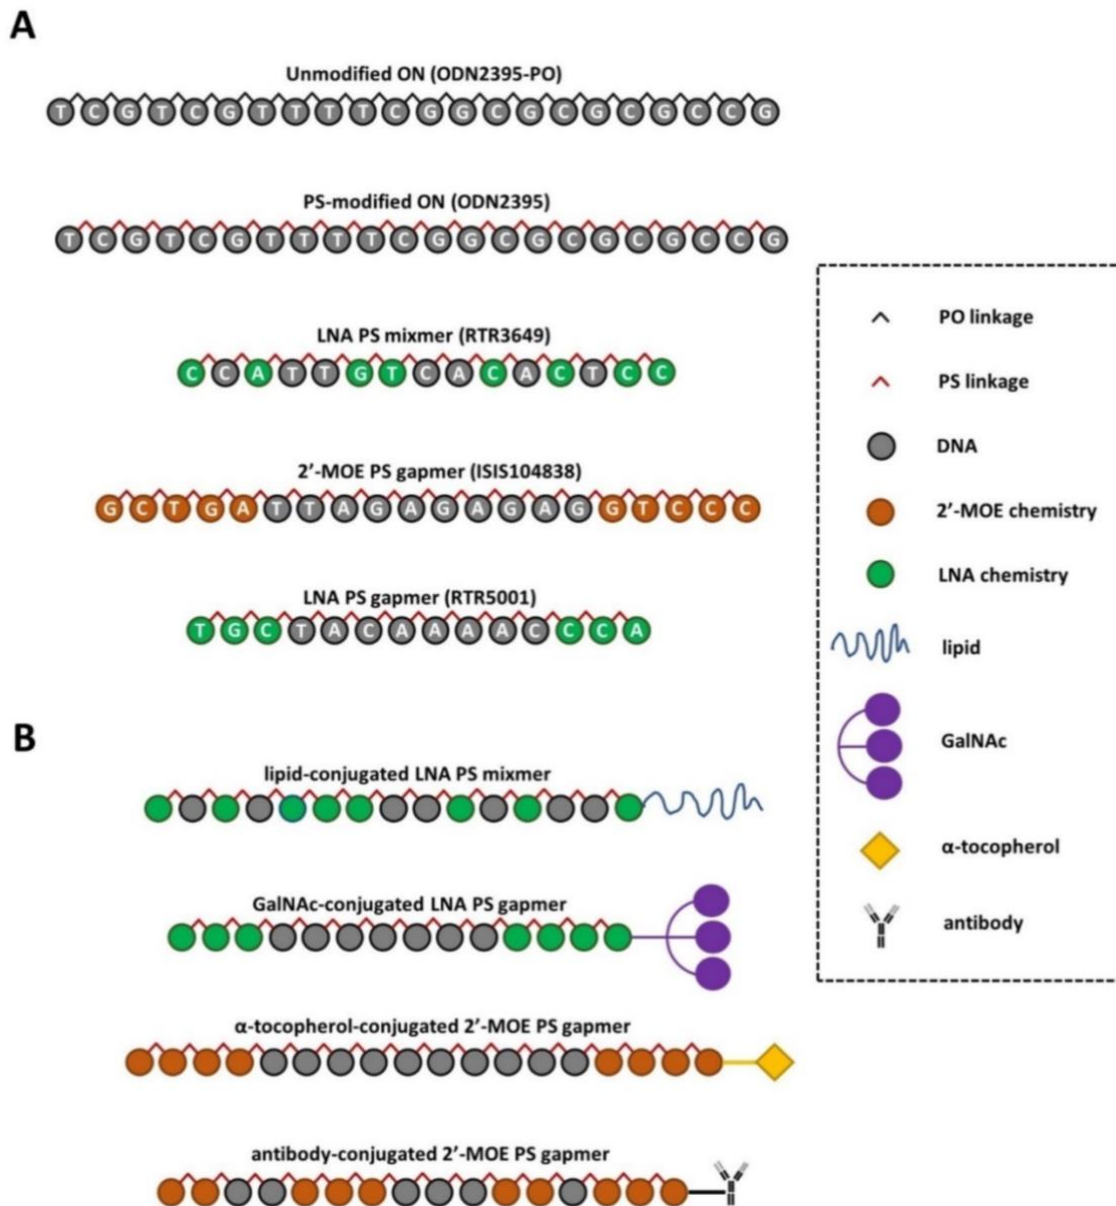 A
Unmodified ON (ODN2395-PO)
TCGTCGTTTTCGGCGCGCGCCG
PS-modified ON (ODN2395)
TCGTCGTTTTCGGCGCGCGCCG
LNA PS mixmer (RTR3649)
CCATTGTCACACTCC
2'-MOE PS gapmer (ISIS104838)
GCTGATTAGAGAGAGGTCCC
LNA PS gapmer (RTR5001)
TGCTACAAAACCCA
PO linkage
PS linkage
DNA
2'-MOE chemistry
LNA chemistry
lipid
GalNAc
α-tocopherol
antibody
B
lipid-conjugated LNA PS mixmer
GalNAc-conjugated LNA PS gapmer
α-tocopherol-conjugated 2'-MOE PS gapmer
antibody-conjugated 2'-MOE PS gapmer